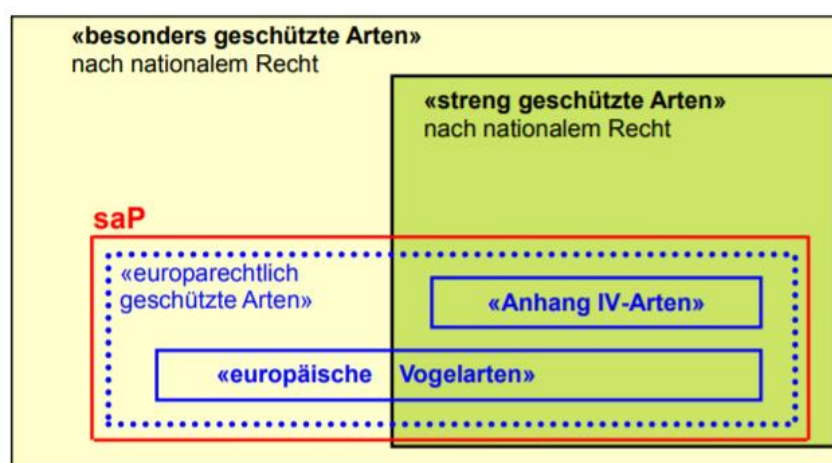 «besonders geschützte Arten»
nach nationalem Recht
«streng geschützte Arten»
nach nationalem Recht
saP
«europarechtlich
geschützte Arten»
«Anhang IV-Arten»
«europäische Vogelarten»